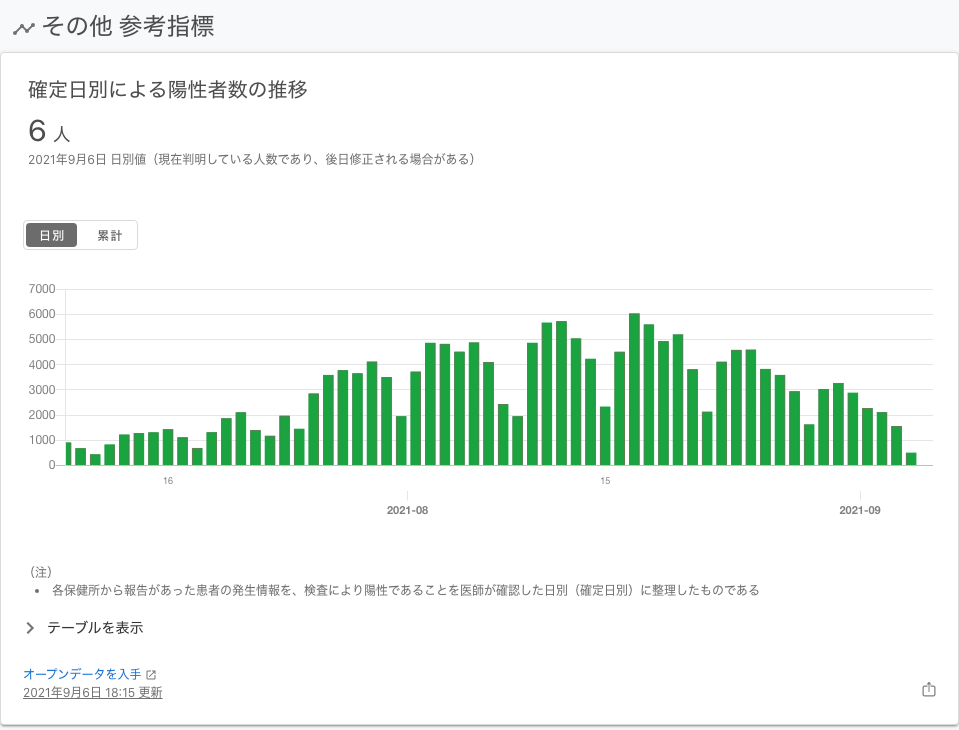 その他 参考指標
確定日別による陽性者数の推移
6 人
2021年9月6日 日別値（現在判明している人数であり、後日修正される場合がある）
日別 累計
7000
6000
5000
4000
3000
2000
1000
0
16 15
2021-08 2021-09
（注）
• 各保健所から報告があった患者の発生情報を、検査により陽性であることを医師が確認した日別（確定日別）に整理したものである
テーブルを表示
オープンデータを入手
2021年9月6日 18:15 更新